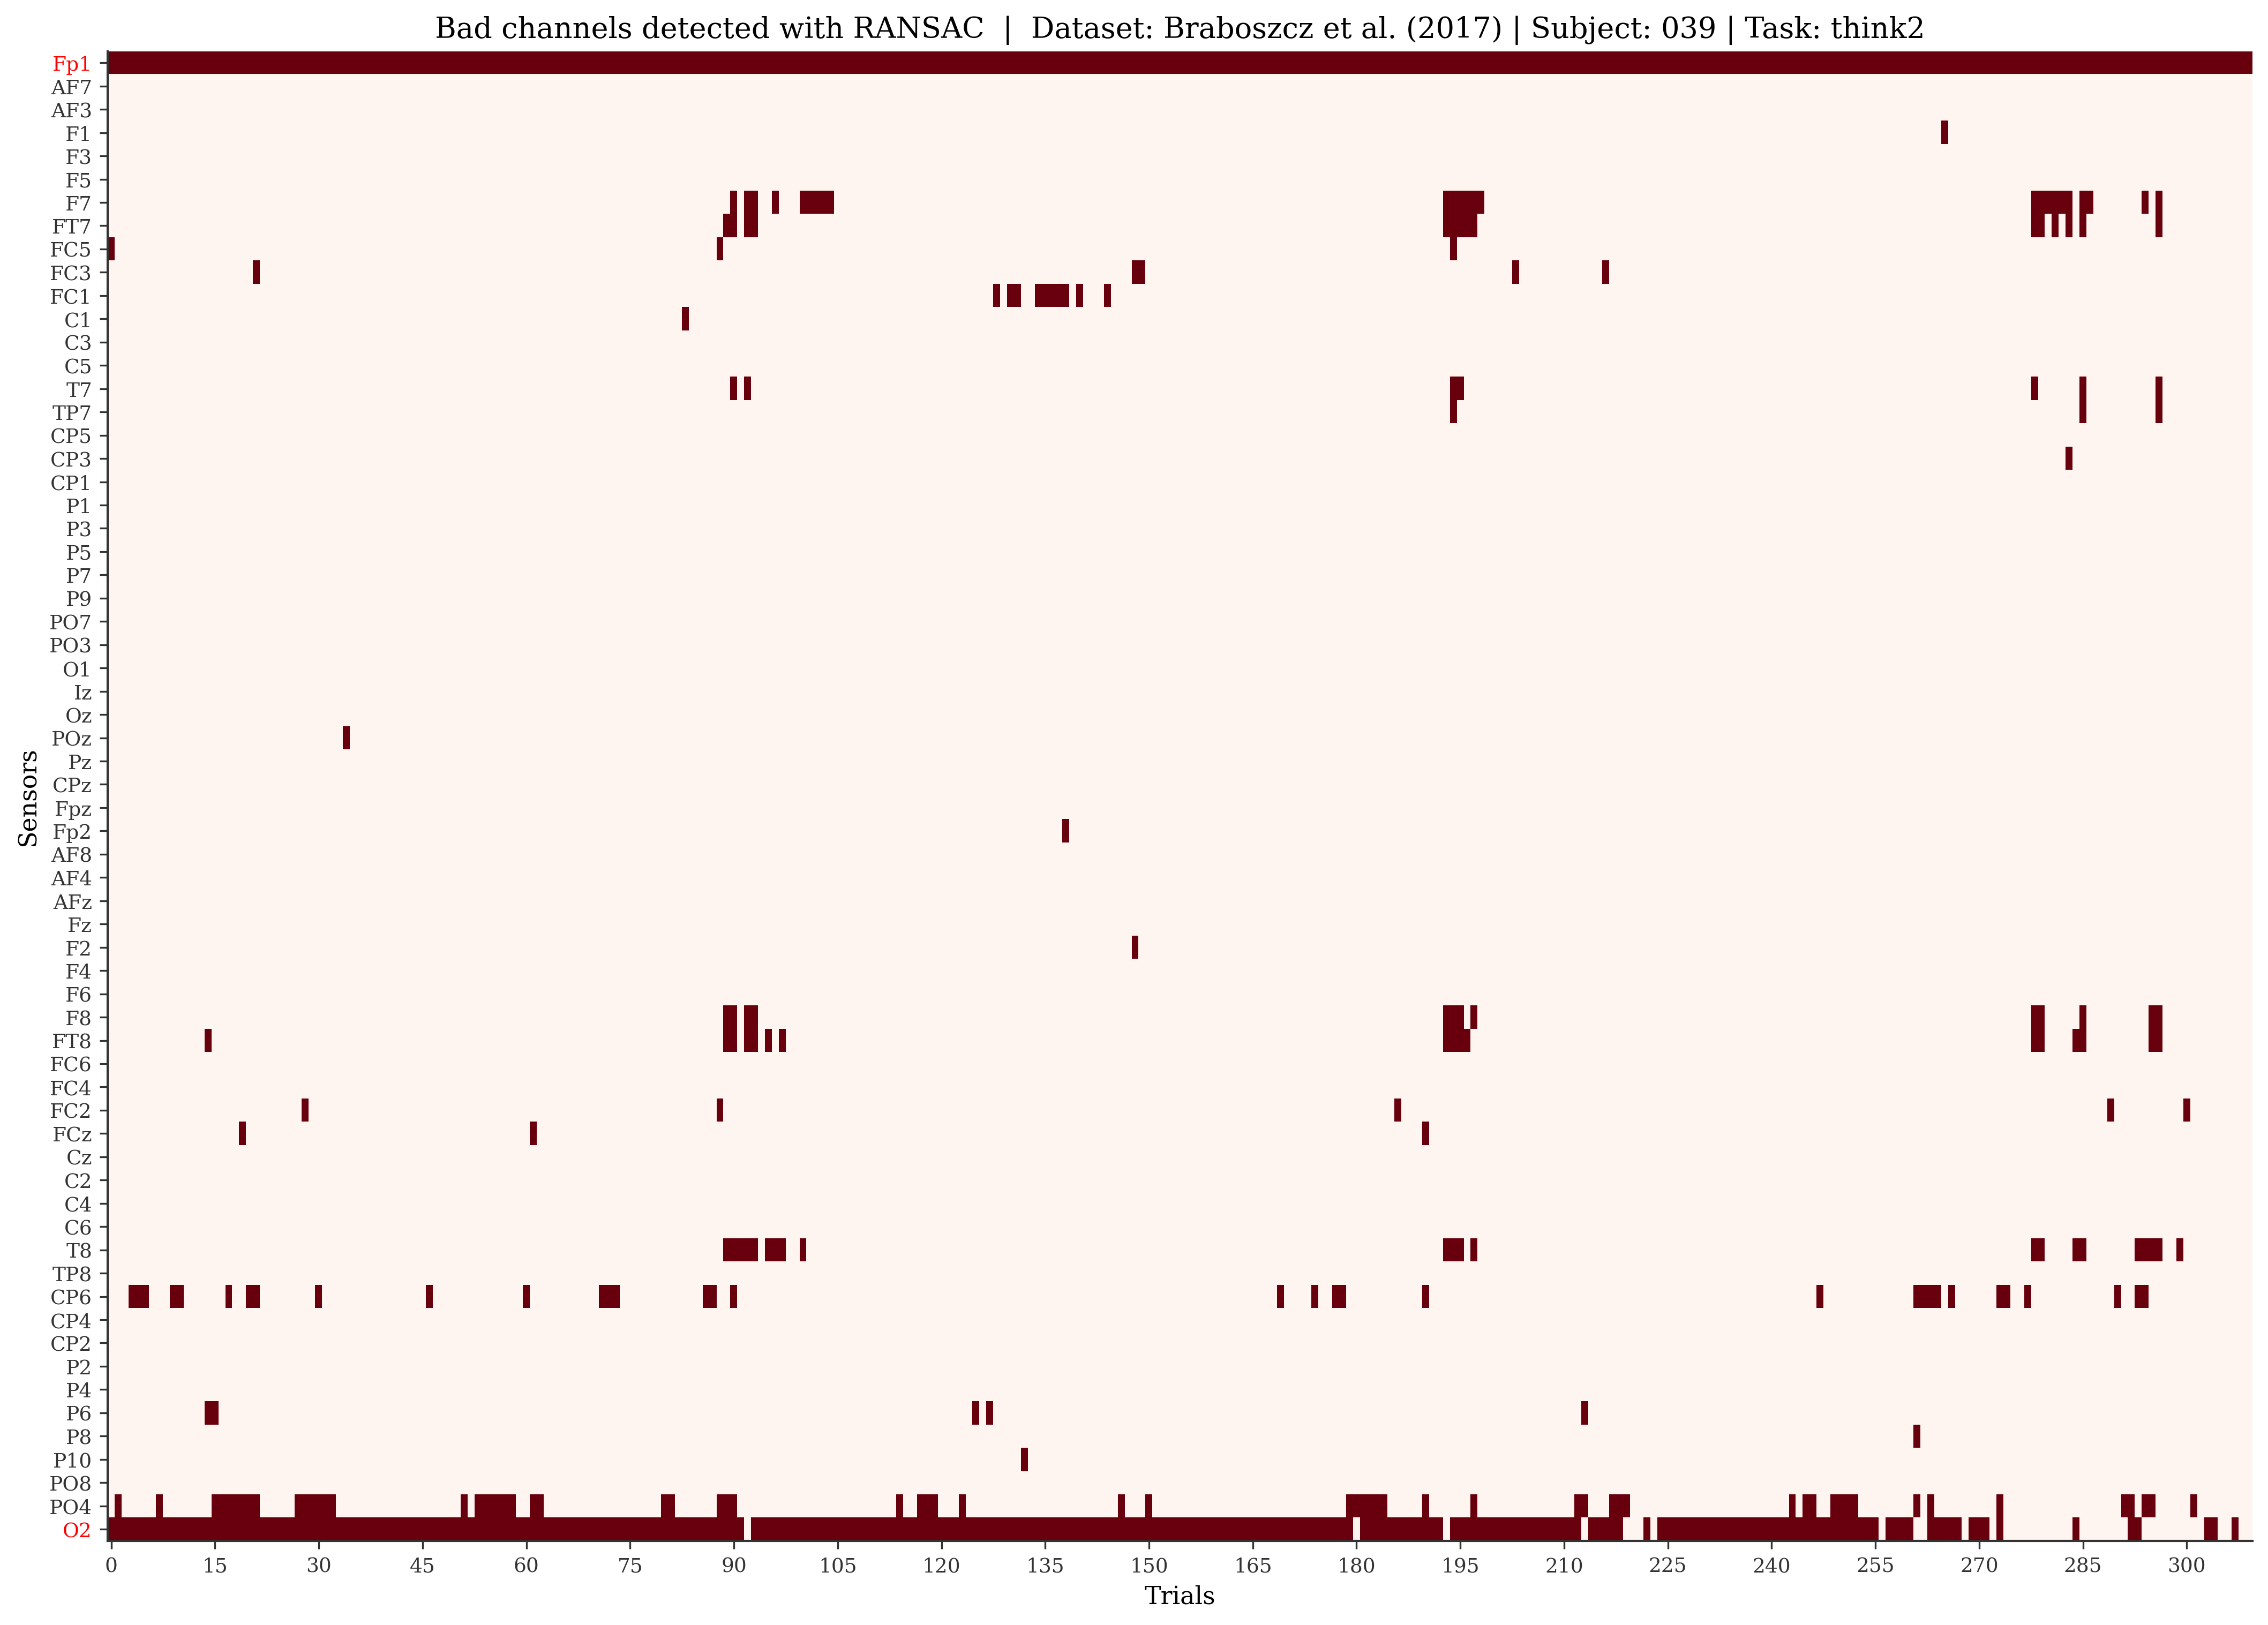 Bad channels detected with RANSAC | Dataset: Braboszcz et al. (2017) | Subject: 039 | Task: think2
Fp1
AF7
AF3
F1
F3
F5
F7
FT7
FC5
FC3
FC1
C1
C3
C5
T7
TP7
CP5
CP3
CP1
P1
P3
P5
P7
P9
PO7
PO3
O1
Iz
Oz
POz
Pz
CPz
Fpz
Fp2
AF8
AF4
AFz
Fz
F2
F4
F6
F8
FT8
FC6
FC4
FC2
FCz
Cz
C2
C4
C6
T8
TP8
CP6
CP4
CP2
P2
P4
P6
P8
P10
PO8
PO4
O2
Sensors
0 15 30 45 60 75 90 105 120 135 150 165 180 195 210 225 240 255 270 285 300
Trials